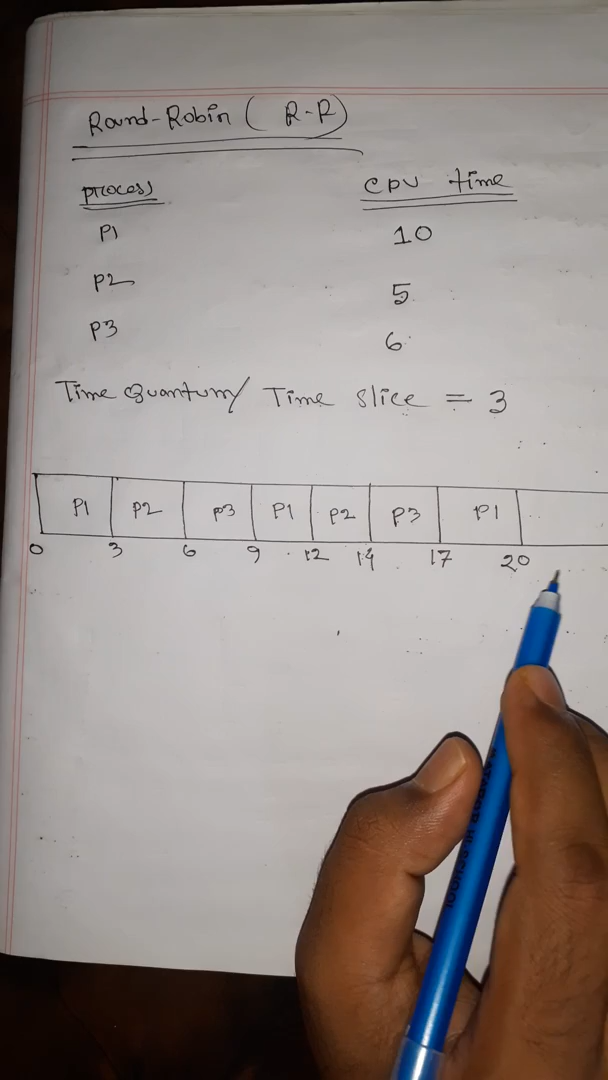 Round-Robin ( R-R)
process CPU time
P1 10
P2 5
P3 6
Time Quantum/ Time slice = 3
P1 P2 P3 P1 P2 P3 P1
0 3 6 9 12 14 17 20